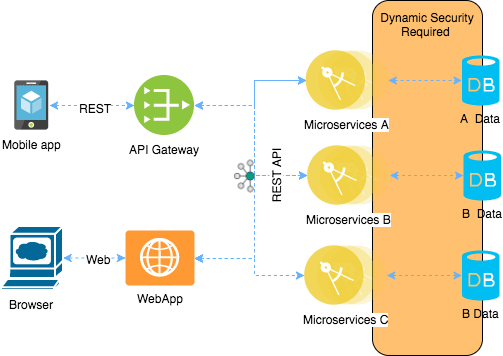 Dynamic Security
Required
DB
REST
Microservices A
A Data
Mobile app
API Gateway
REST API
DB
Microservices B
B Data
Web
DB
Browser
WebApp
Microservices C
B Data